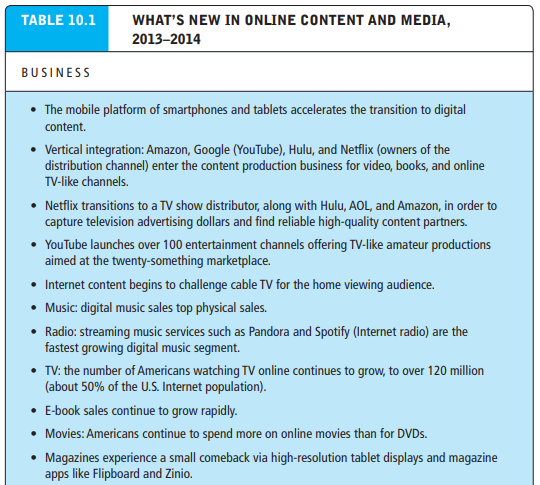 TABLE 10.1
WHAT'S NEW IN ONLINE CONTENT AND MEDIA,
2013–2014
BUSINESS
• The mobile platform of smartphones and tablets accelerates the transition to digital
content.
• Vertical integration: Amazon, Google (YouTube), Hulu, and Netflix (owners of the
distribution channel) enter the content production business for video, books, and online
TV-like channels.
• Netflix transitions to a TV show distributor, along with Hulu, AOL, and Amazon, in order to
capture television advertising dollars and find reliable high-quality content partners.
• YouTube launches over 100 entertainment channels offering TV-like amateur productions
aimed at the twenty-something marketplace.
• Internet content begins to challenge cable TV for the home viewing audience.
• Music: digital music sales top physical sales.
• Radio: streaming music services such as Pandora and Spotify (Internet radio) are the
fastest growing digital music segment.
• TV: the number of Americans watching TV online continues to grow, to over 120 million
(about 50% of the U.S. Internet population).
• E-book sales continue to grow rapidly.
• Movies: Americans continue to spend more on online movies than for DVDs.
• Magazines experience a small comeback via high-resolution tablet displays and magazine
apps like Flipboard and Zinio.